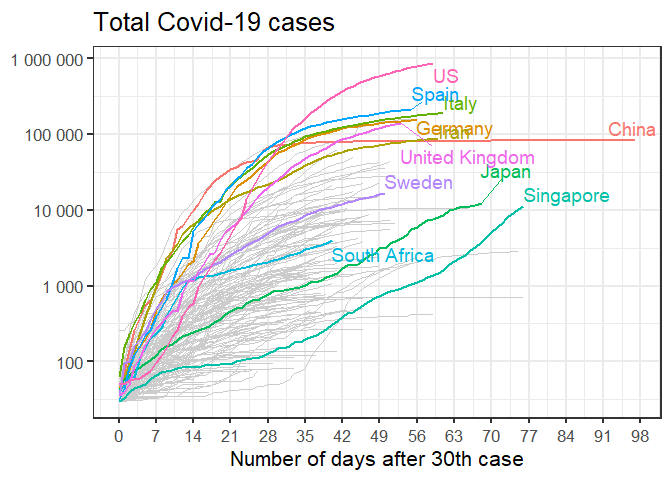 Total Covid-19 cases
1 000 000
100 000
10 000
1 000
100
US
Spain
Italy
Germany
Iran
China
United Kingdom
Japan
Sweden
Singapore
South Africa
0 7 14 21 28 35 42 49 56 63 70 77 84 91 98
Number of days after 30th case